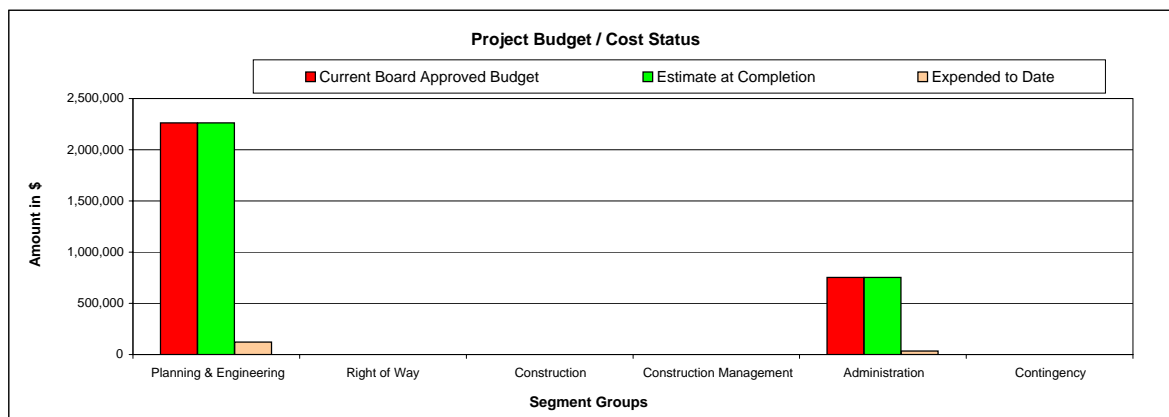 Project Budget / Cost Status
Current Board Approved Budget Estimate at Completion Expended to Date
2,500,000
2,000,000
1,500,000
1,000,000
500,000
0
Amount in $
Planning & Engineering Right of Way Construction Construction Management Administration Contingency
Segment Groups